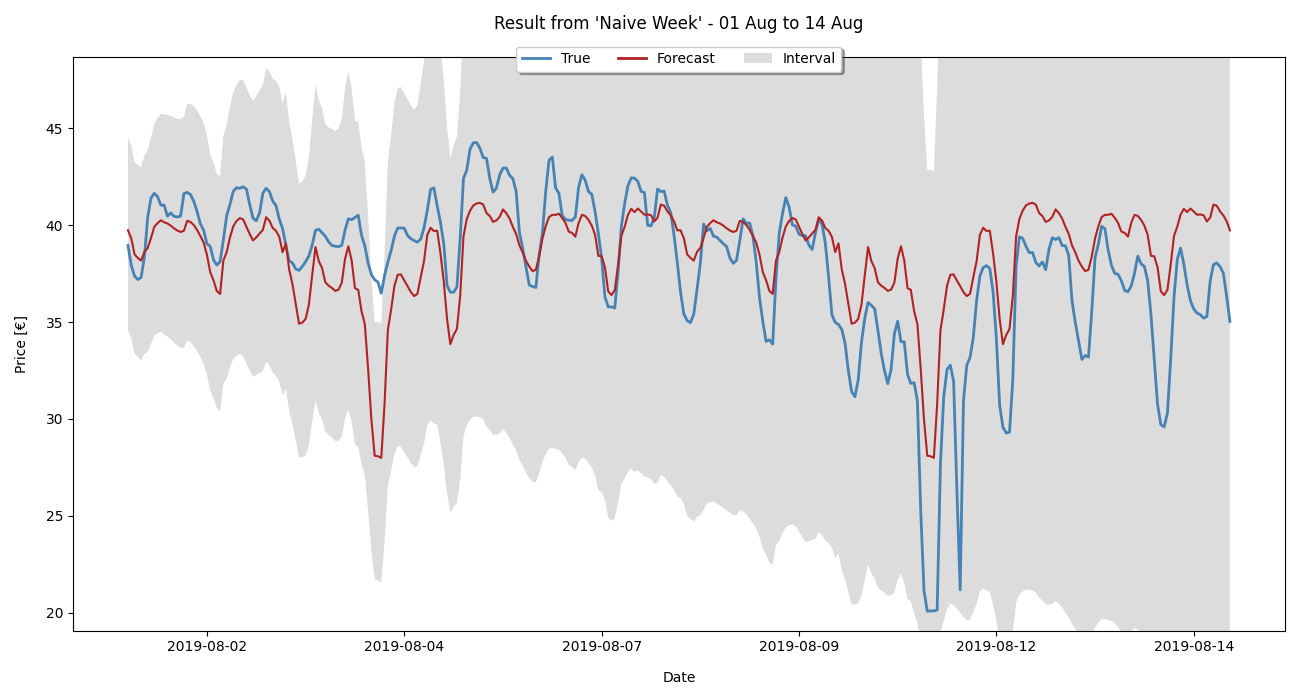 Result from 'Naive Week' - 01 Aug to 14 Aug
True Forecast Interval
45
40
35
30
25
20
Price [€]
2019-08-02 2019-08-04 2019-08-07 2019-08-09 2019-08-12 2019-08-14
Date